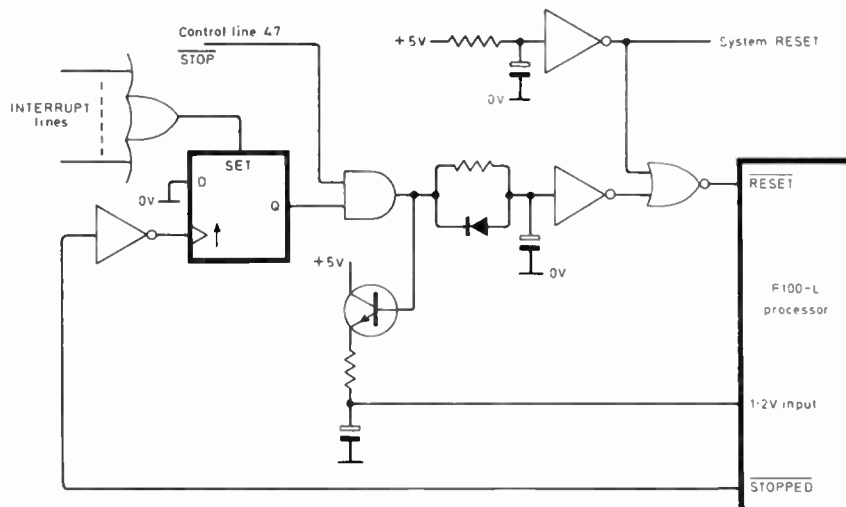 Control line 47
STOP
+5V
System RESET
0V
INTERRUPT
lines
SET
D
0V
Q
RESET
+5V
0V
F100-L
processor
1·2V input
STOPPED